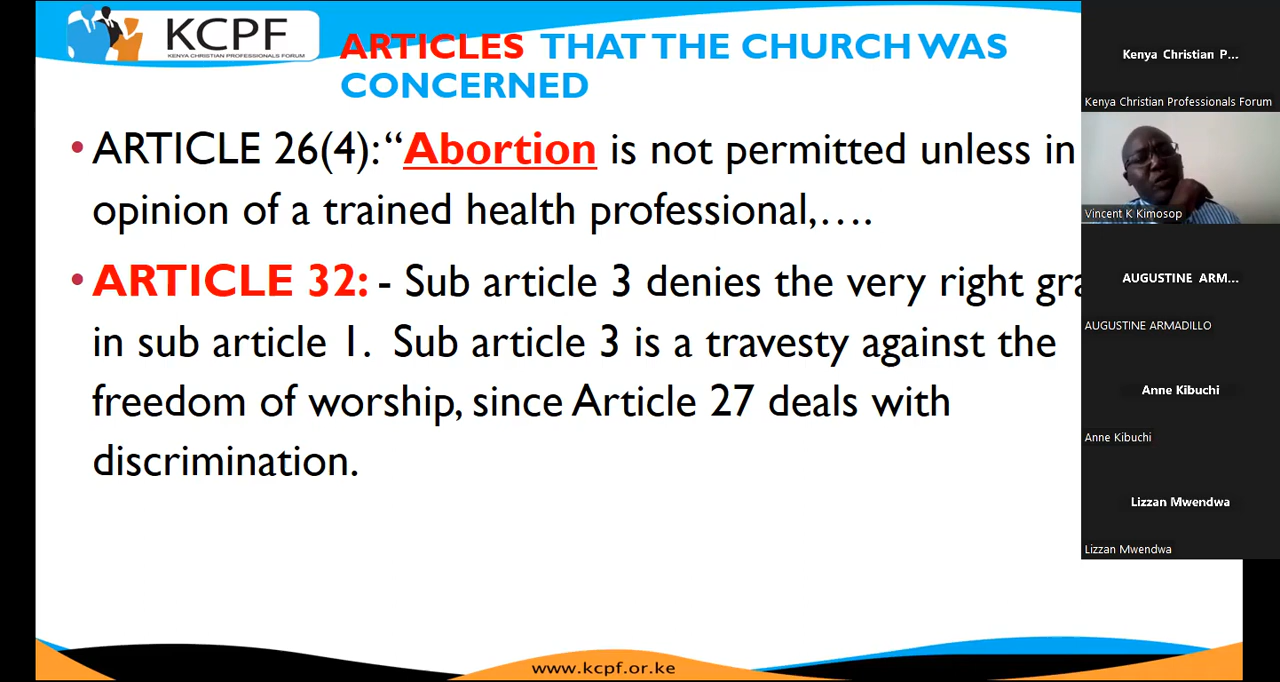 KCPF
KENYA CHRISTIAN PROFESSIONALS FORUM
ARTICLES THAT THE CHURCH WAS
CONCERNED
• ARTICLE 26(4): “Abortion is not permitted unless in
opinion of a trained health professional,….
• ARTICLE 32: - Sub article 3 denies the very right gra
in sub article 1. Sub article 3 is a travesty against the
freedom of worship, since Article 27 deals with
discrimination.
www.kcpf.or.ke
Kenya Christian P...
Kenya Christian Professionals Forum
Vincent K Kimosop
AUGUSTINE ARM...
AUGUSTINE ARMADILLO
Anne Kibuchi
Anne Kibuchi
Lizzan Mwendwa
Lizzan Mwendwa